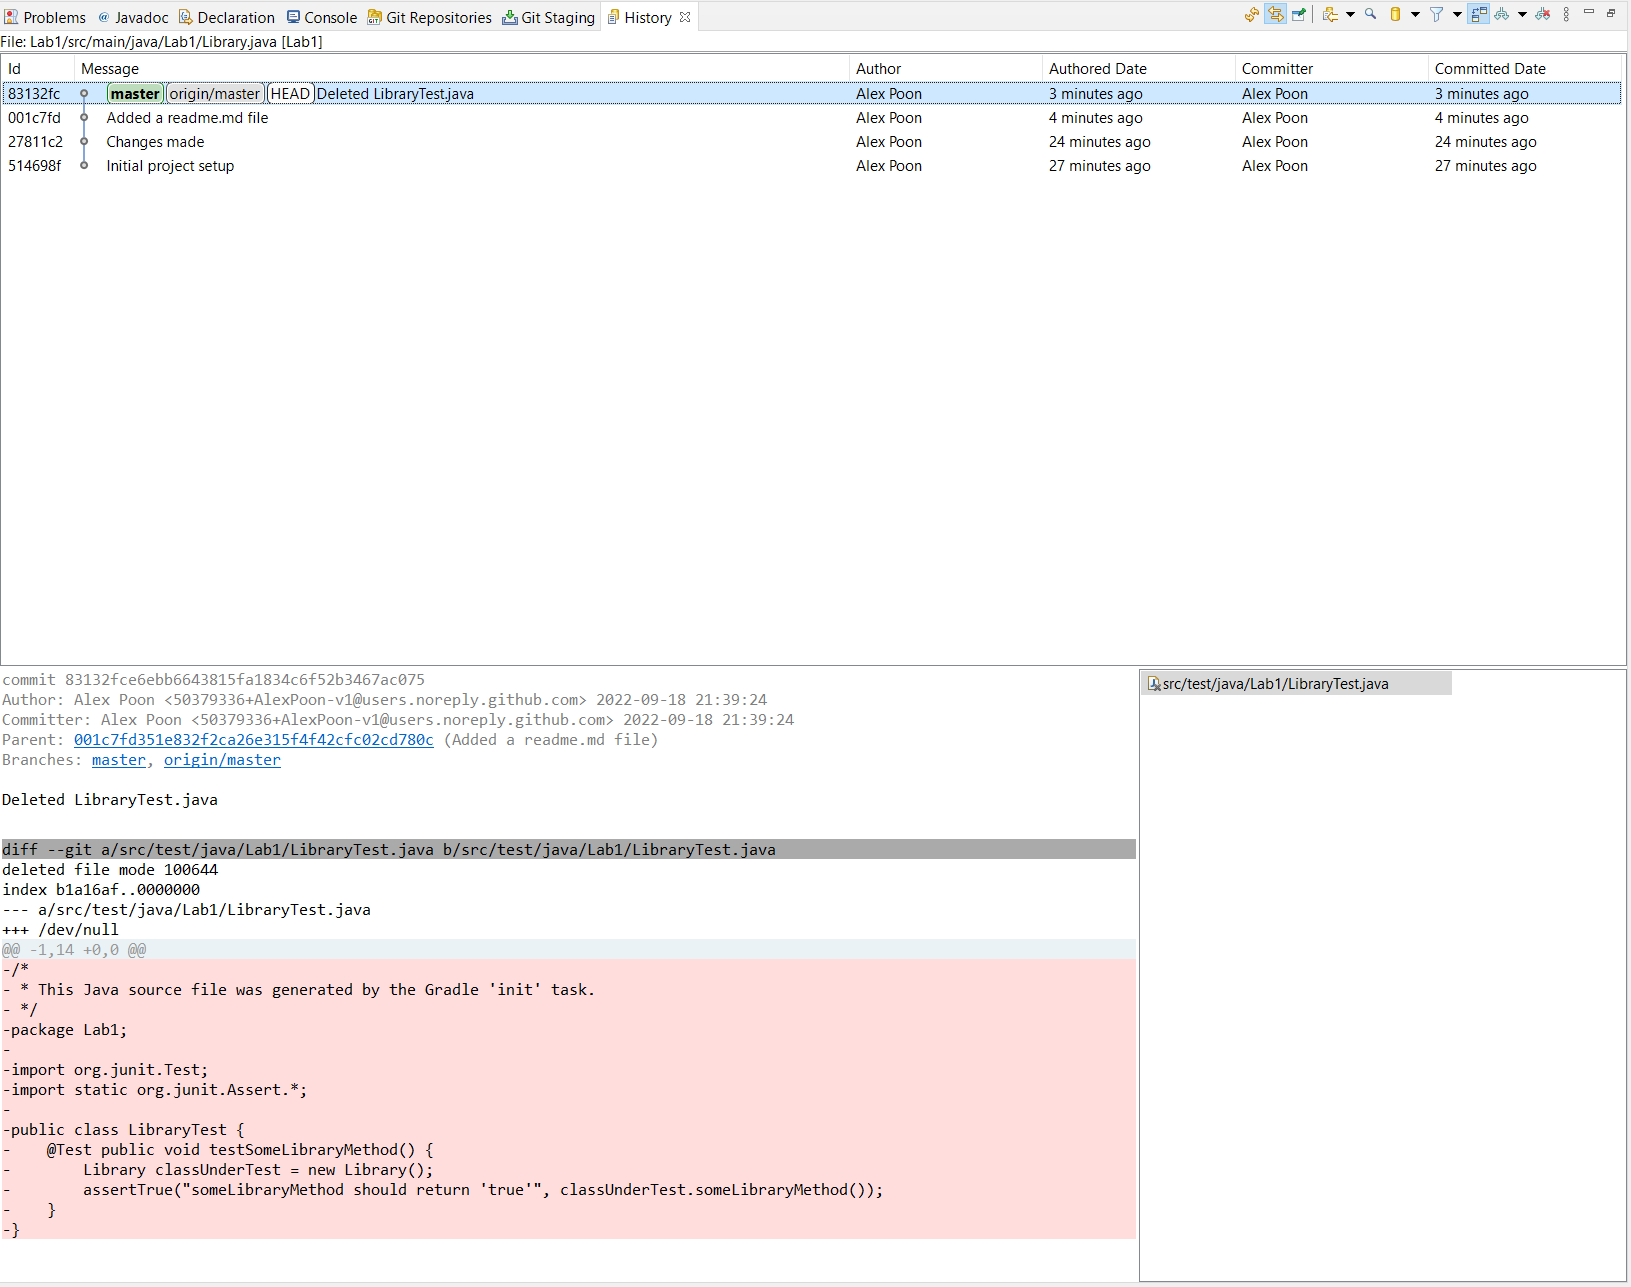 Problems @ Javadoc Declaration Console Git Repositories Git Staging History
File: Lab1/src/main/java/Lab1/Library.java [Lab1]
Id Message Author Authored Date Committer Committed Date
83132fc master origin/master HEAD Deleted LibraryTest.java Alex Poon 3 minutes ago Alex Poon 3 minutes ago
001c7fd Added a readme.md file Alex Poon 4 minutes ago Alex Poon 4 minutes ago
27811c2 Changes made Alex Poon 24 minutes ago Alex Poon 24 minutes ago
514698f Initial project setup Alex Poon 27 minutes ago Alex Poon 27 minutes ago
commit 83132fce6ebb6643815fa1834c6f52b3467ac075
Author: Alex Poon <50379336+AlexPoon-v1@users.noreply.github.com> 2022-09-18 21:39:24
Committer: Alex Poon <50379336+AlexPoon-v1@users.noreply.github.com> 2022-09-18 21:39:24
Parent: 001c7fd351e832f2ca26e315f4f42cfc02cd780c (Added a readme.md file)
Branches: master, origin/master
Deleted LibraryTest.java
diff --git a/src/test/java/Lab1/LibraryTest.java b/src/test/java/Lab1/LibraryTest.java
deleted file mode 100644
index b1a16af..0000000
--- a/src/test/java/Lab1/LibraryTest.java
+++ /dev/null
@@ -1,14 +0,0 @@
-/*
- * This Java source file was generated by the Gradle 'init' task.
- */
-package Lab1;
-
-import org.junit.Test;
-import static org.junit.Assert.*;
-
-public class LibraryTest {
-    @Test public void testSomeLibraryMethod() {
-        Library classUnderTest = new Library();
-        assertTrue("someLibraryMethod should return 'true'", classUnderTest.someLibraryMethod());
-    }
-}
src/test/java/Lab1/LibraryTest.java